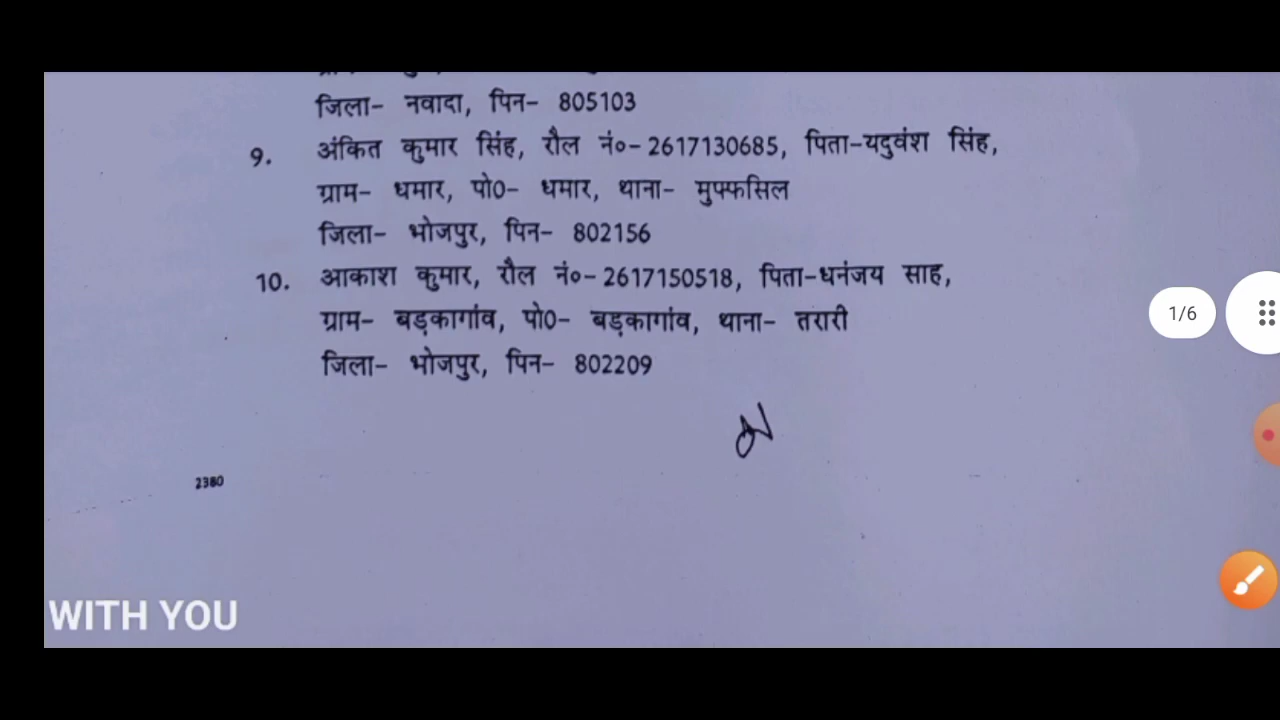 जिला- नवादा, पिन- 805103
9. अंकित कुमार सिंह, रौल नं०- 2617130685, पिता-यदुवंश सिंह,
ग्राम- धमार, पो0- धमार, थाना- मुफ्फसिल
जिला- भोजपुर, पिन- 802156
10. आकाश कुमार, रौल नं०- 2617150518, पिता-धनंजय साह,
ग्राम- बड़कागांव, पो0- बड़कागांव, थाना- तरारी
जिला- भोजपुर, पिन- 802209
1/6
2380
WITH YOU